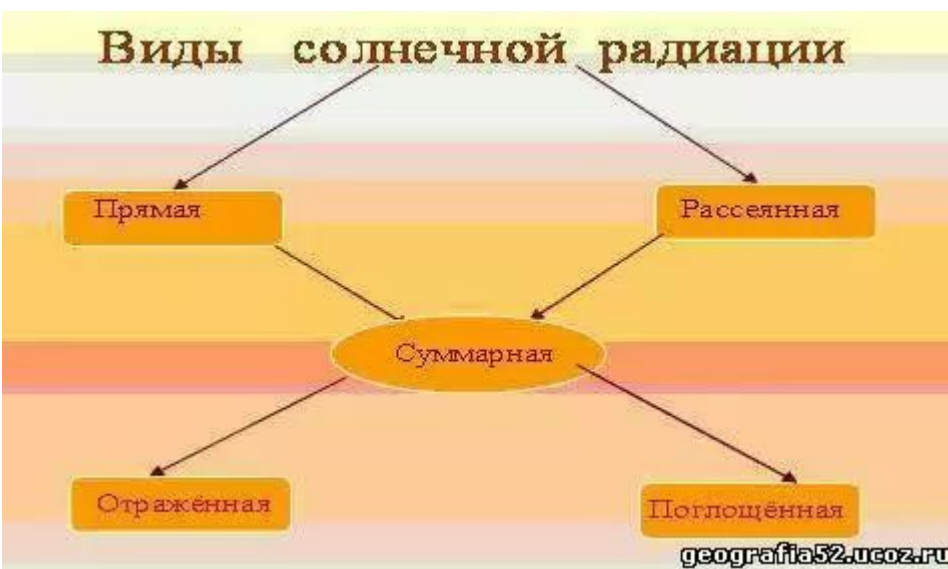 Виды солнечной радиации
Прямая
Рассеянная
Суммарная
Отражённая
Поглощённая
geografia52.ucoz.ru